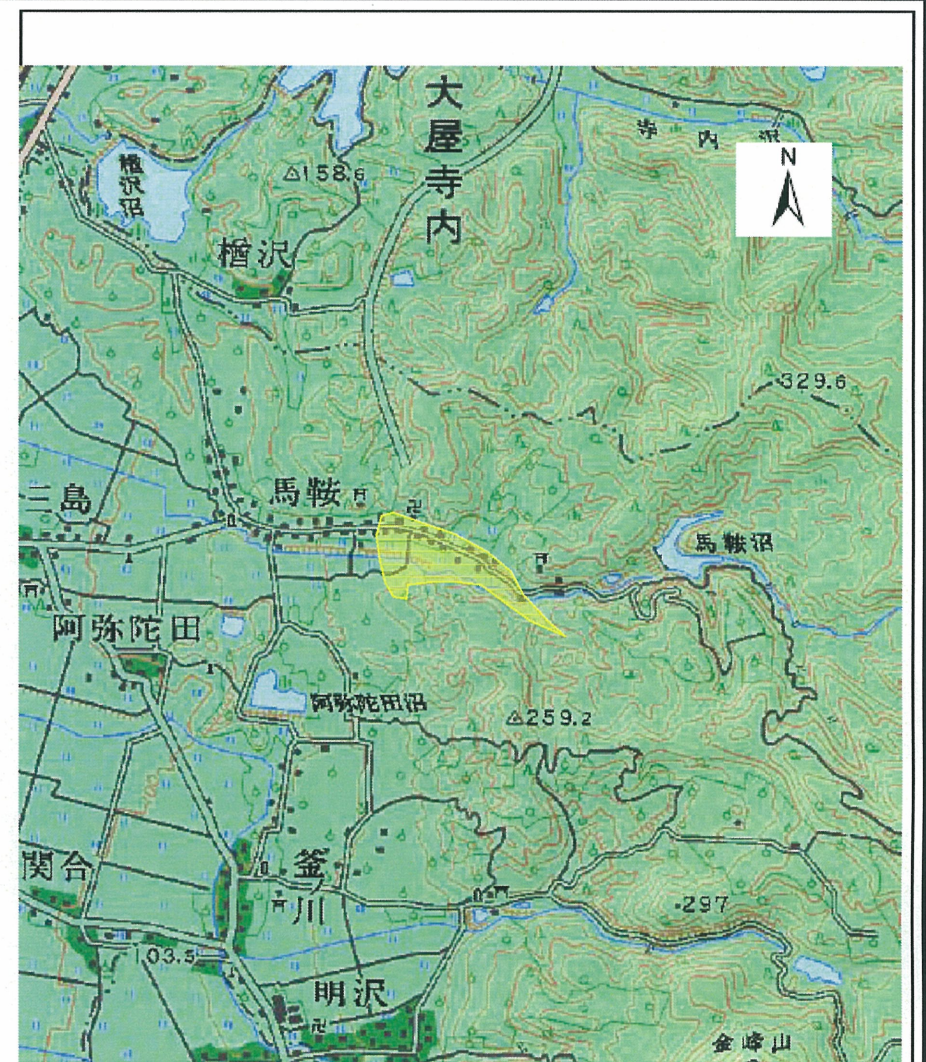 大屋寺内
寺内沢
N
楢沢沼
158.6
楢沢
329.6
馬鞍
三島
馬鞍沼
阿弥陀田
阿弥陀田沼
259.2
関合
釜ノ川
297
103.5
明沢
金峰山